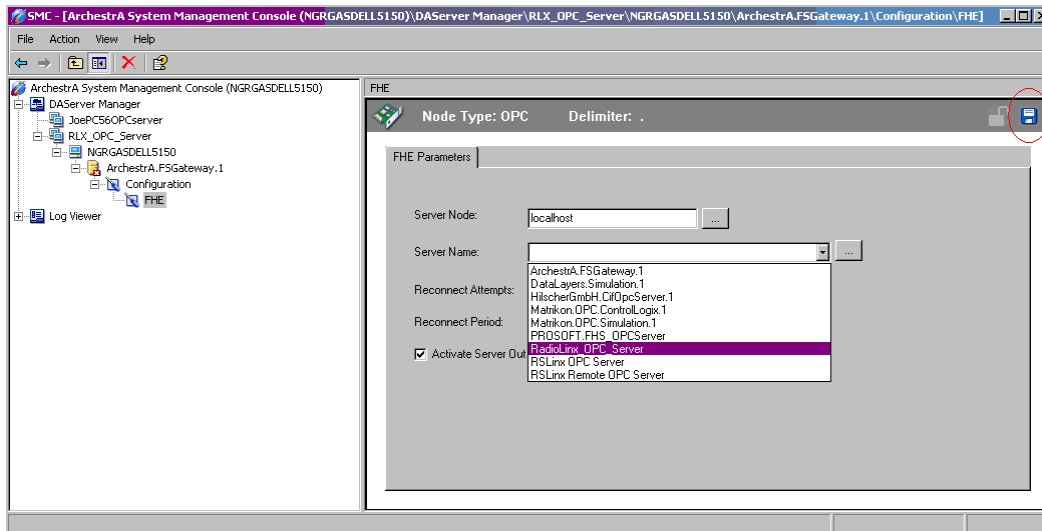 SMC - [ArchestrA System Management Console (NGRGASDELL5150)\DAServer Manager\RLX_OPC_Server\NGRGASDELL5150\ArchestrA.FSGateway.1\Configuration\FHE]
File Action View Help
ArchestrA System Management Console (NGRGASDELL5150)
DAServer Manager
JoePC56OPCserver
RLX_OPC_Server
NGRGASDELL5150
ArchestrA.FSGateway.1
Configuration
FHE
Log Viewer
FHE
Node Type: OPC Delimiter: .
FHE Parameters
Server Node: localhost ...
Server Name: ...
ArchestrA.FSGateway.1
DataLayers.Simulation.1
HilscherGmbH.CifOpcServer.1
Matrikon.OPC.ControlLogix.1
Matrikon.OPC.Simulation.1
PROSOFT.FHS_OPCServer
RadioLinx_OPC_Server
RSLinx OPC Server
RSLinx Remote OPC Server
Reconnect Attempts:
Reconnect Period:
Activate Server Out